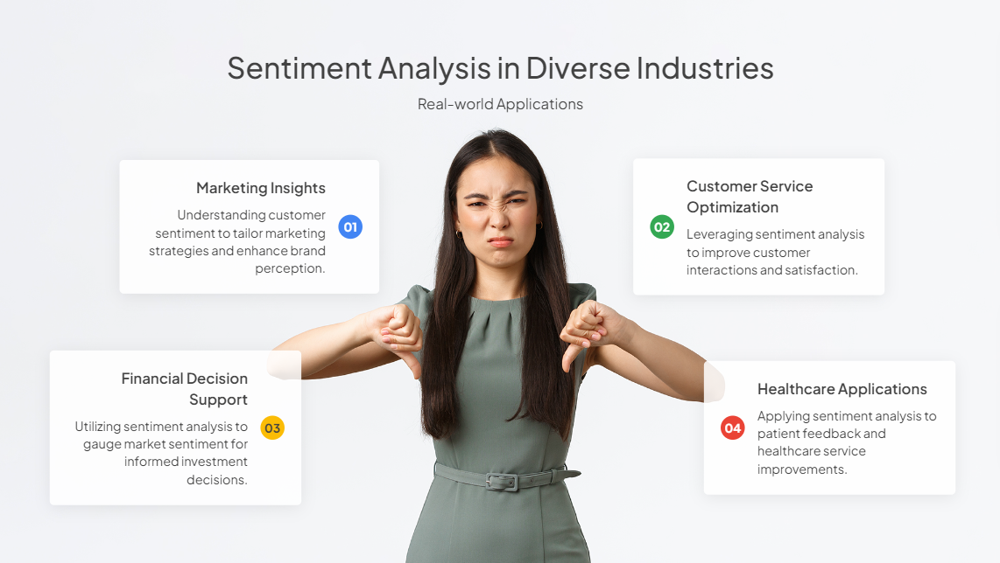 Sentiment Analysis in Diverse Industries
Real-world Applications
Marketing Insights
Understanding customer
sentiment to tailor marketing
strategies and enhance brand
perception.
01
Customer Service
Optimization
02
Leveraging sentiment analysis
to improve customer
interactions and satisfaction.
Financial Decision
Support
Utilizing sentiment analysis to
gauge market sentiment for
informed investment
decisions.
03
Healthcare Applications
04
Applying sentiment analysis to
patient feedback and
healthcare service
improvements.